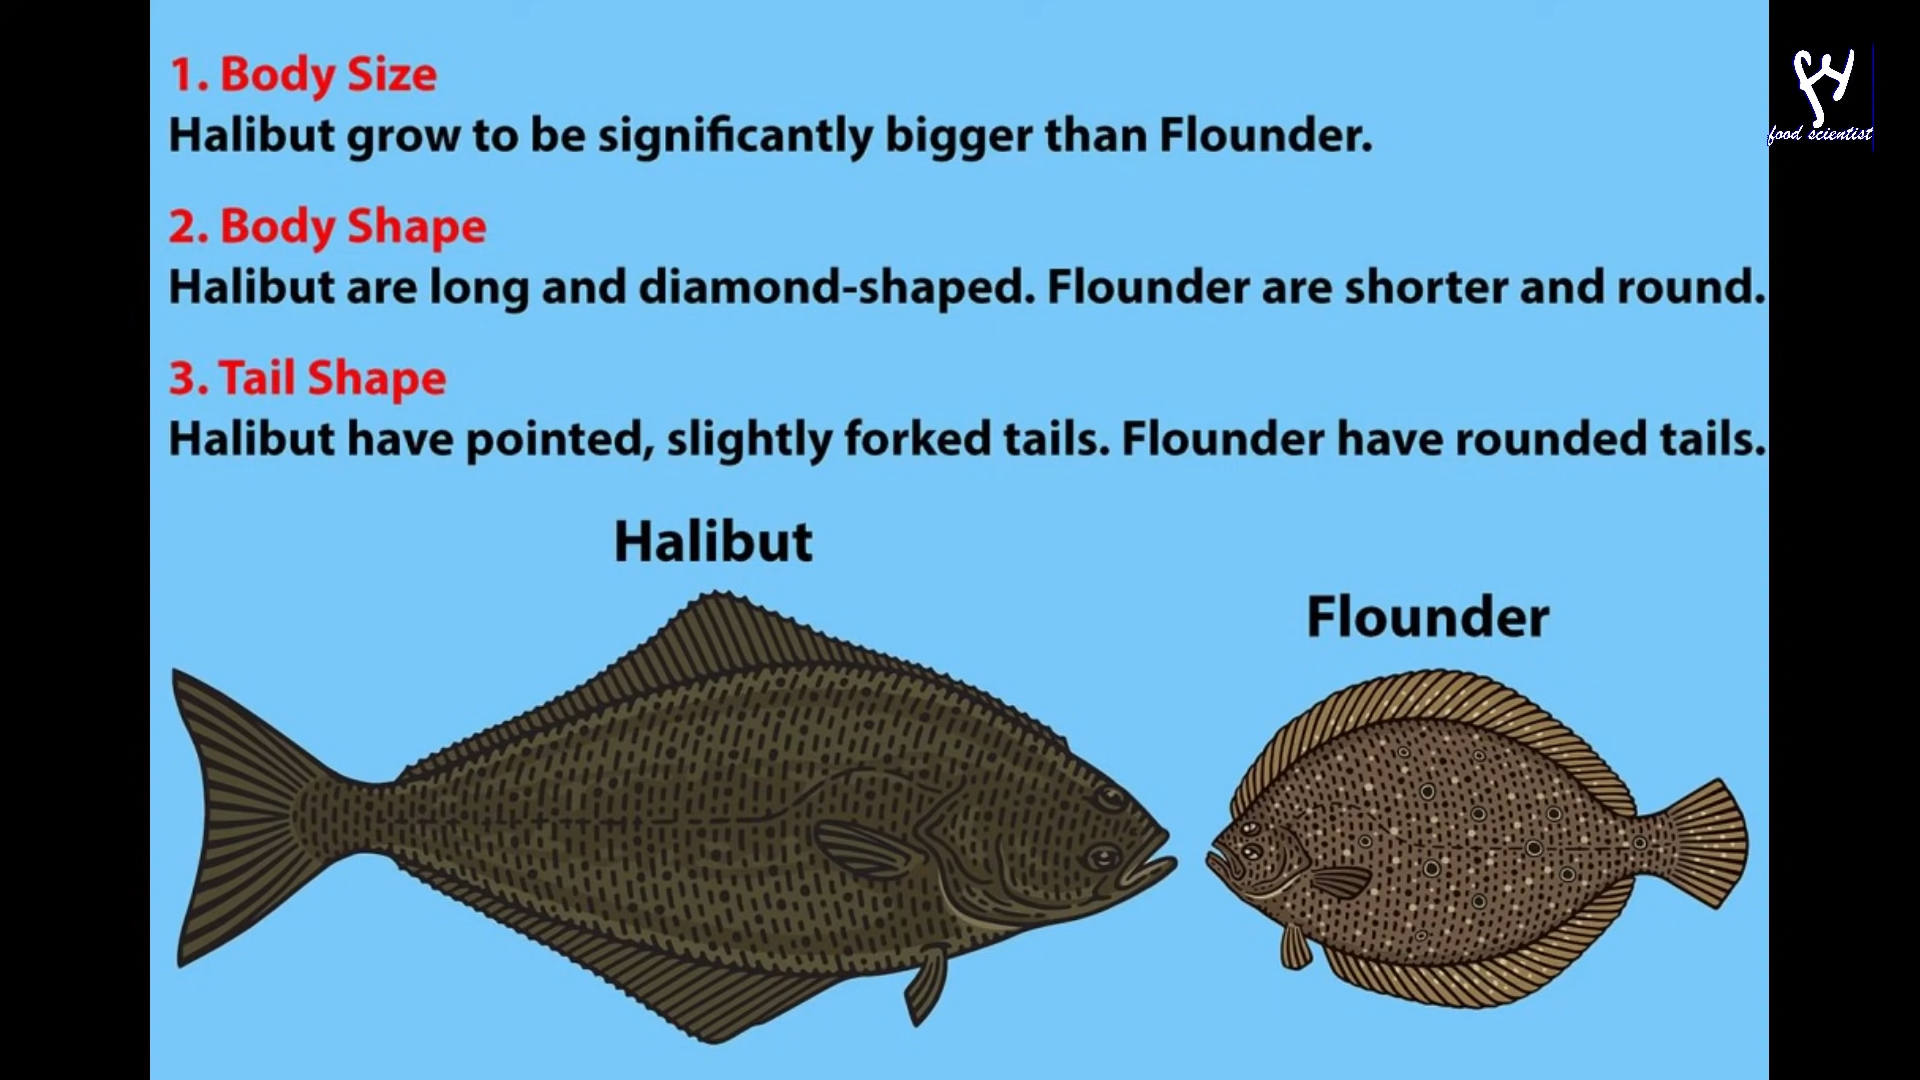 1. Body Size
Halibut grow to be significantly bigger than Flounder.
2. Body Shape
Halibut are long and diamond-shaped. Flounder are shorter and round.
3. Tail Shape
Halibut have pointed, slightly forked tails. Flounder have rounded tails.
Halibut
Flounder
food scientist